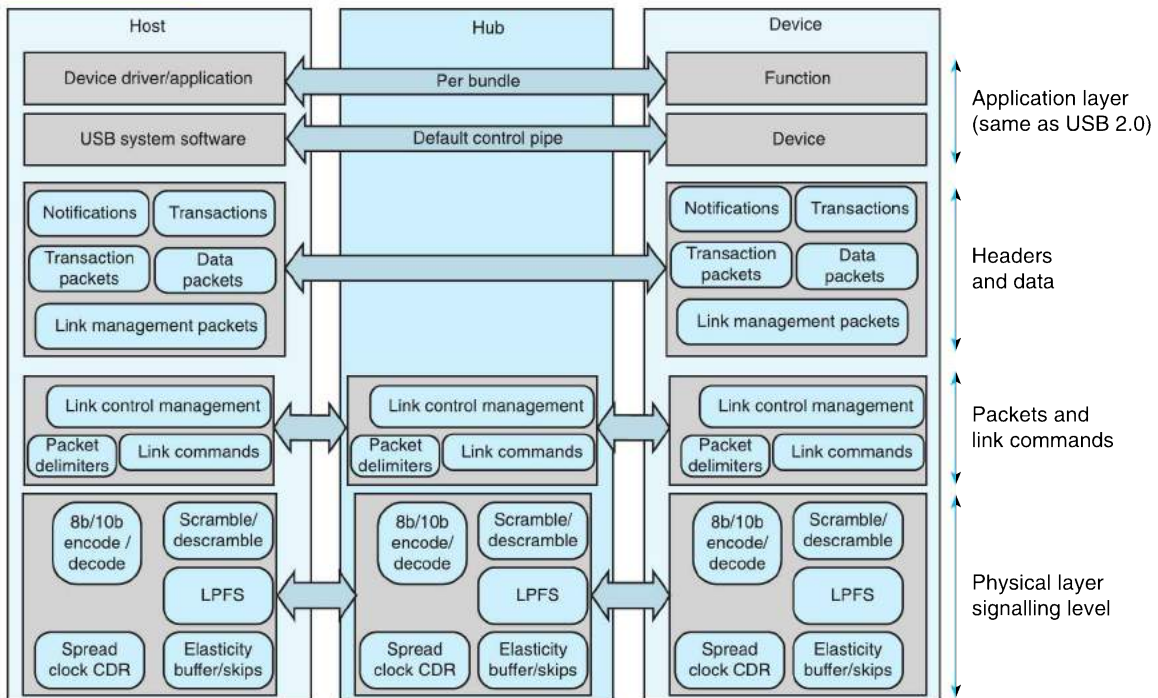 Host
Hub
Device
Device driver/application
Per bundle
Function
Application layer
(same as USB 2.0)
USB system software
Default control pipe
Device
Notifications
Transactions
Transaction
packets
Data
packets
Link management packets
Notifications
Transactions
Transaction
packets
Data
packets
Link management packets
Headers
and data
Link control management
Packet
delimiters
Link commands
Link control management
Packet
delimiters
Link commands
Link control management
Packet
delimiters
Link commands
Packets and
link commands
8b/10b
encode /
decode
Scramble/
descramble
LPFS
Spread
clock CDR
Elasticity
buffer/skips
8b/10b
encode/
decode
Scramble/
descramble
LPFS
Spread
clock CDR
Elasticity
buffer/skips
8b/10b
encode/
decode
Scramble/
descramble
LPFS
Spread
clock CDR
Elasticity
buffer/skips
Physical layer
signalling level